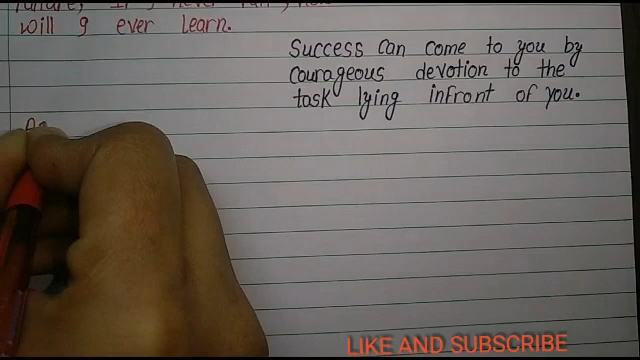 will 9 ever learn.
Success can come to you by
courageous devotion to the
task lying infront of you.
LIKE AND SUBSCRIBE